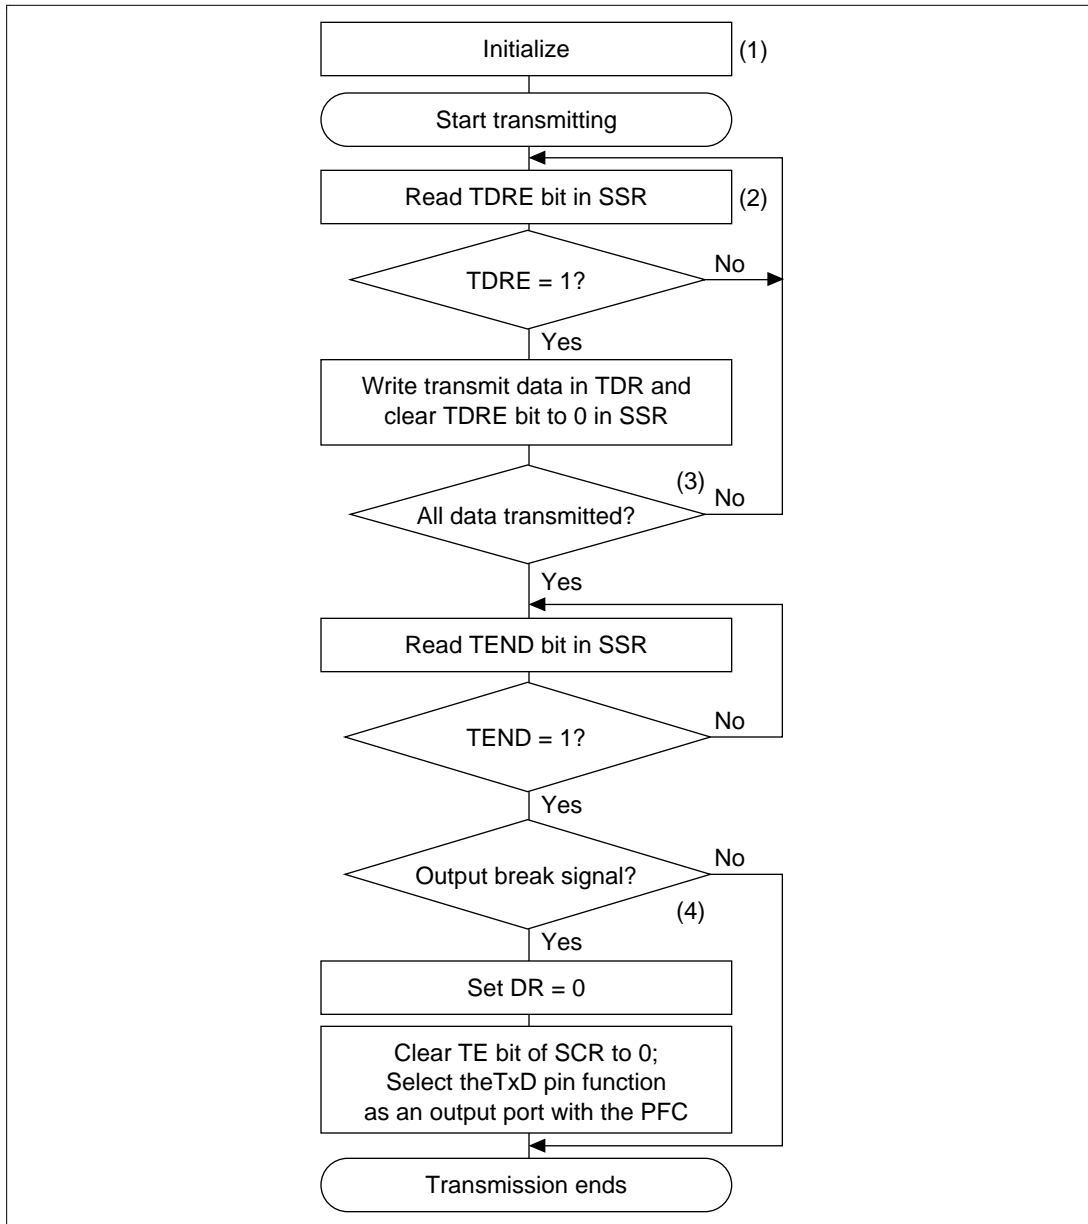 Initialize
(1)
Start transmitting
Read TDRE bit in SSR
(2)
TDRE = 1?
No
Yes
Write transmit data in TDR and
clear TDRE bit to 0 in SSR
(3)
All data transmitted?
No
Yes
Read TEND bit in SSR
TEND = 1?
No
Yes
Output break signal?
No
(4)
Yes
Set DR = 0
Clear TE bit of SCR to 0;
Select theTxD pin function
as an output port with the PFC
Transmission ends